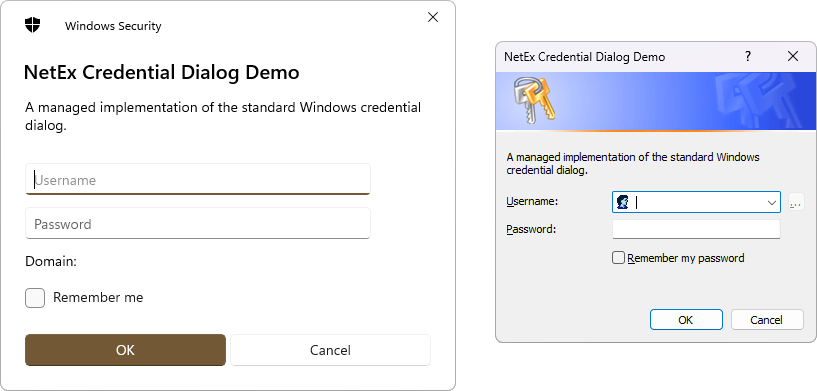 Windows Security
NetEx Credential Dialog Demo
A managed implementation of the standard Windows credential
dialog.
Username
Password
Domain:
Remember me
OK
Cancel
NetEx Credential Dialog Demo
?
A managed implementation of the standard Windows
credential dialog.
Username:
...
Password:
Remember my password
OK
Cancel